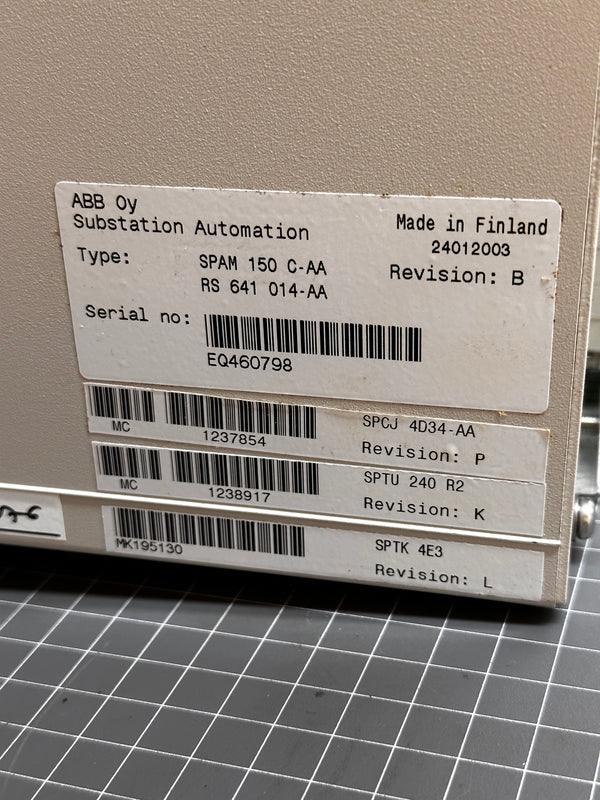 ABB Oy
Substation Automation
Made in Finland
24012003
Type:
SPAM 150 C-AA
Revision: B
RS 641 014-AA
Serial no:
EQ460798
SPCJ 4D34-AA
MC
1237854
Revision: P
SPTU 240 R2
MC
1238917
Revision: K
SPTK 4E3
MK195130
Revision: L